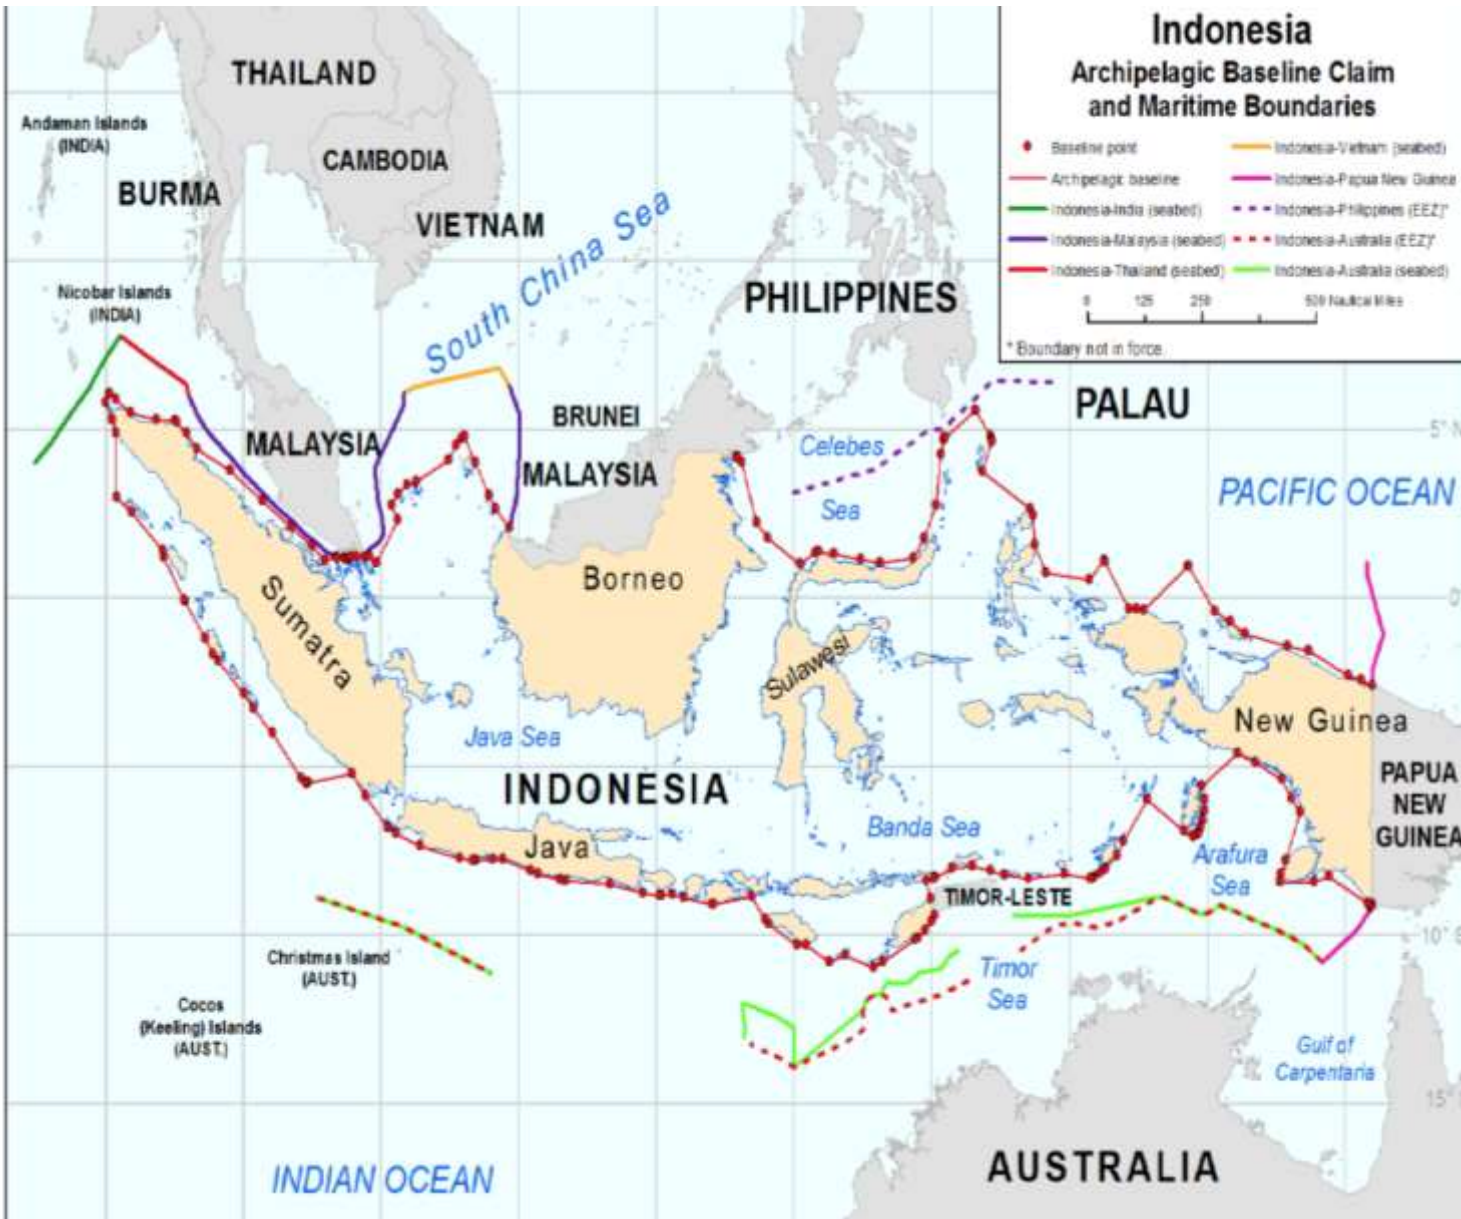 Indonesia
Archipelagic Baseline Claim
and Maritime Boundaries
Baseline point
Archipelagic baseline
Indonesia-India (seabed)
Indonesia-Malaysia (seabed)
Indonesia-Thailand (seabed)
Indonesia-Vietnam (seabed)
Indonesia-Papua New Guinea
Indonesia-Philippines (EEZ)*
Indonesia-Australia (EEZ)*
Indonesia-Australia (seabed)
0 125 250 500 Nautical Miles
* Boundary not in force.
THAILAND
Andaman Islands
(INDIA)
CAMBODIA
BURMA
VIETNAM
South China Sea
Nicobar Islands
(INDIA)
PHILIPPINES
PALAU
BRUNEI
MALAYSIA
MALAYSIA
Celebes
Sea
5° N
PACIFIC OCEAN
Borneo
Sumatra
0°
Sulawesi
New Guinea
Java Sea
INDONESIA
PAPUA
NEW
GUINEA
Banda Sea
Java
Arafura
Sea
TIMOR-LESTE
10° S
Christmas Island
(AUST.)
Timor
Sea
Cocos
(Keeling) Islands
(AUST.)
Gulf of
Carpentaria
15°
INDIAN OCEAN
AUSTRALIA